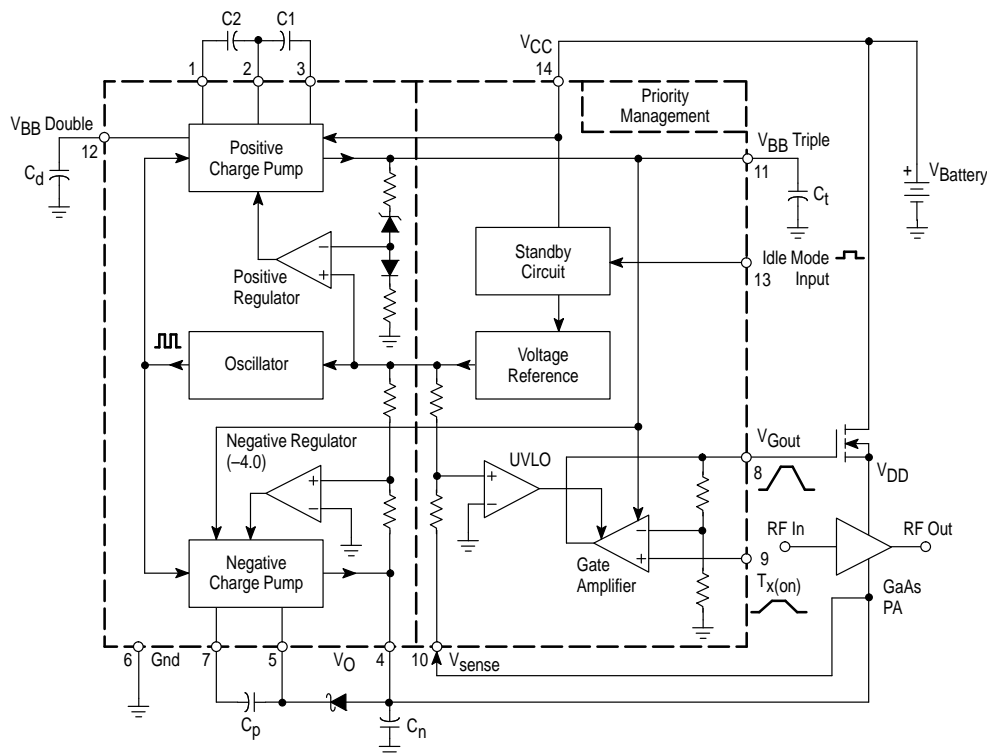 C2
C1
VCC
1
2
3
14
Priority
Management
VBB Double
12
Positive
Charge Pump
VBB Triple
11
Cd
Ct
+
VBattery
–
+
Positive
Regulator
Standby
Circuit
Idle Mode
Input
13
Oscillator
Voltage
Reference
Negative Regulator
(–4.0)
UVLO
VGout
8
VDD
+
–
+
–
–
+
RF In
RF Out
Negative
Charge Pump
Gate
Amplifier
9
Tx(on)
GaAs
PA
6
Gnd
7
5
VO
4
10
Vsense
Cp
Cn